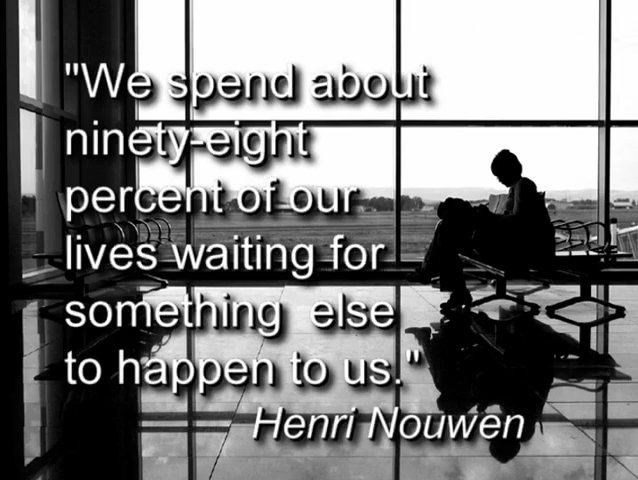 "We spend about
ninety-eight
percent of our
lives waiting for
something else
to happen to us."
Henri Nouwen